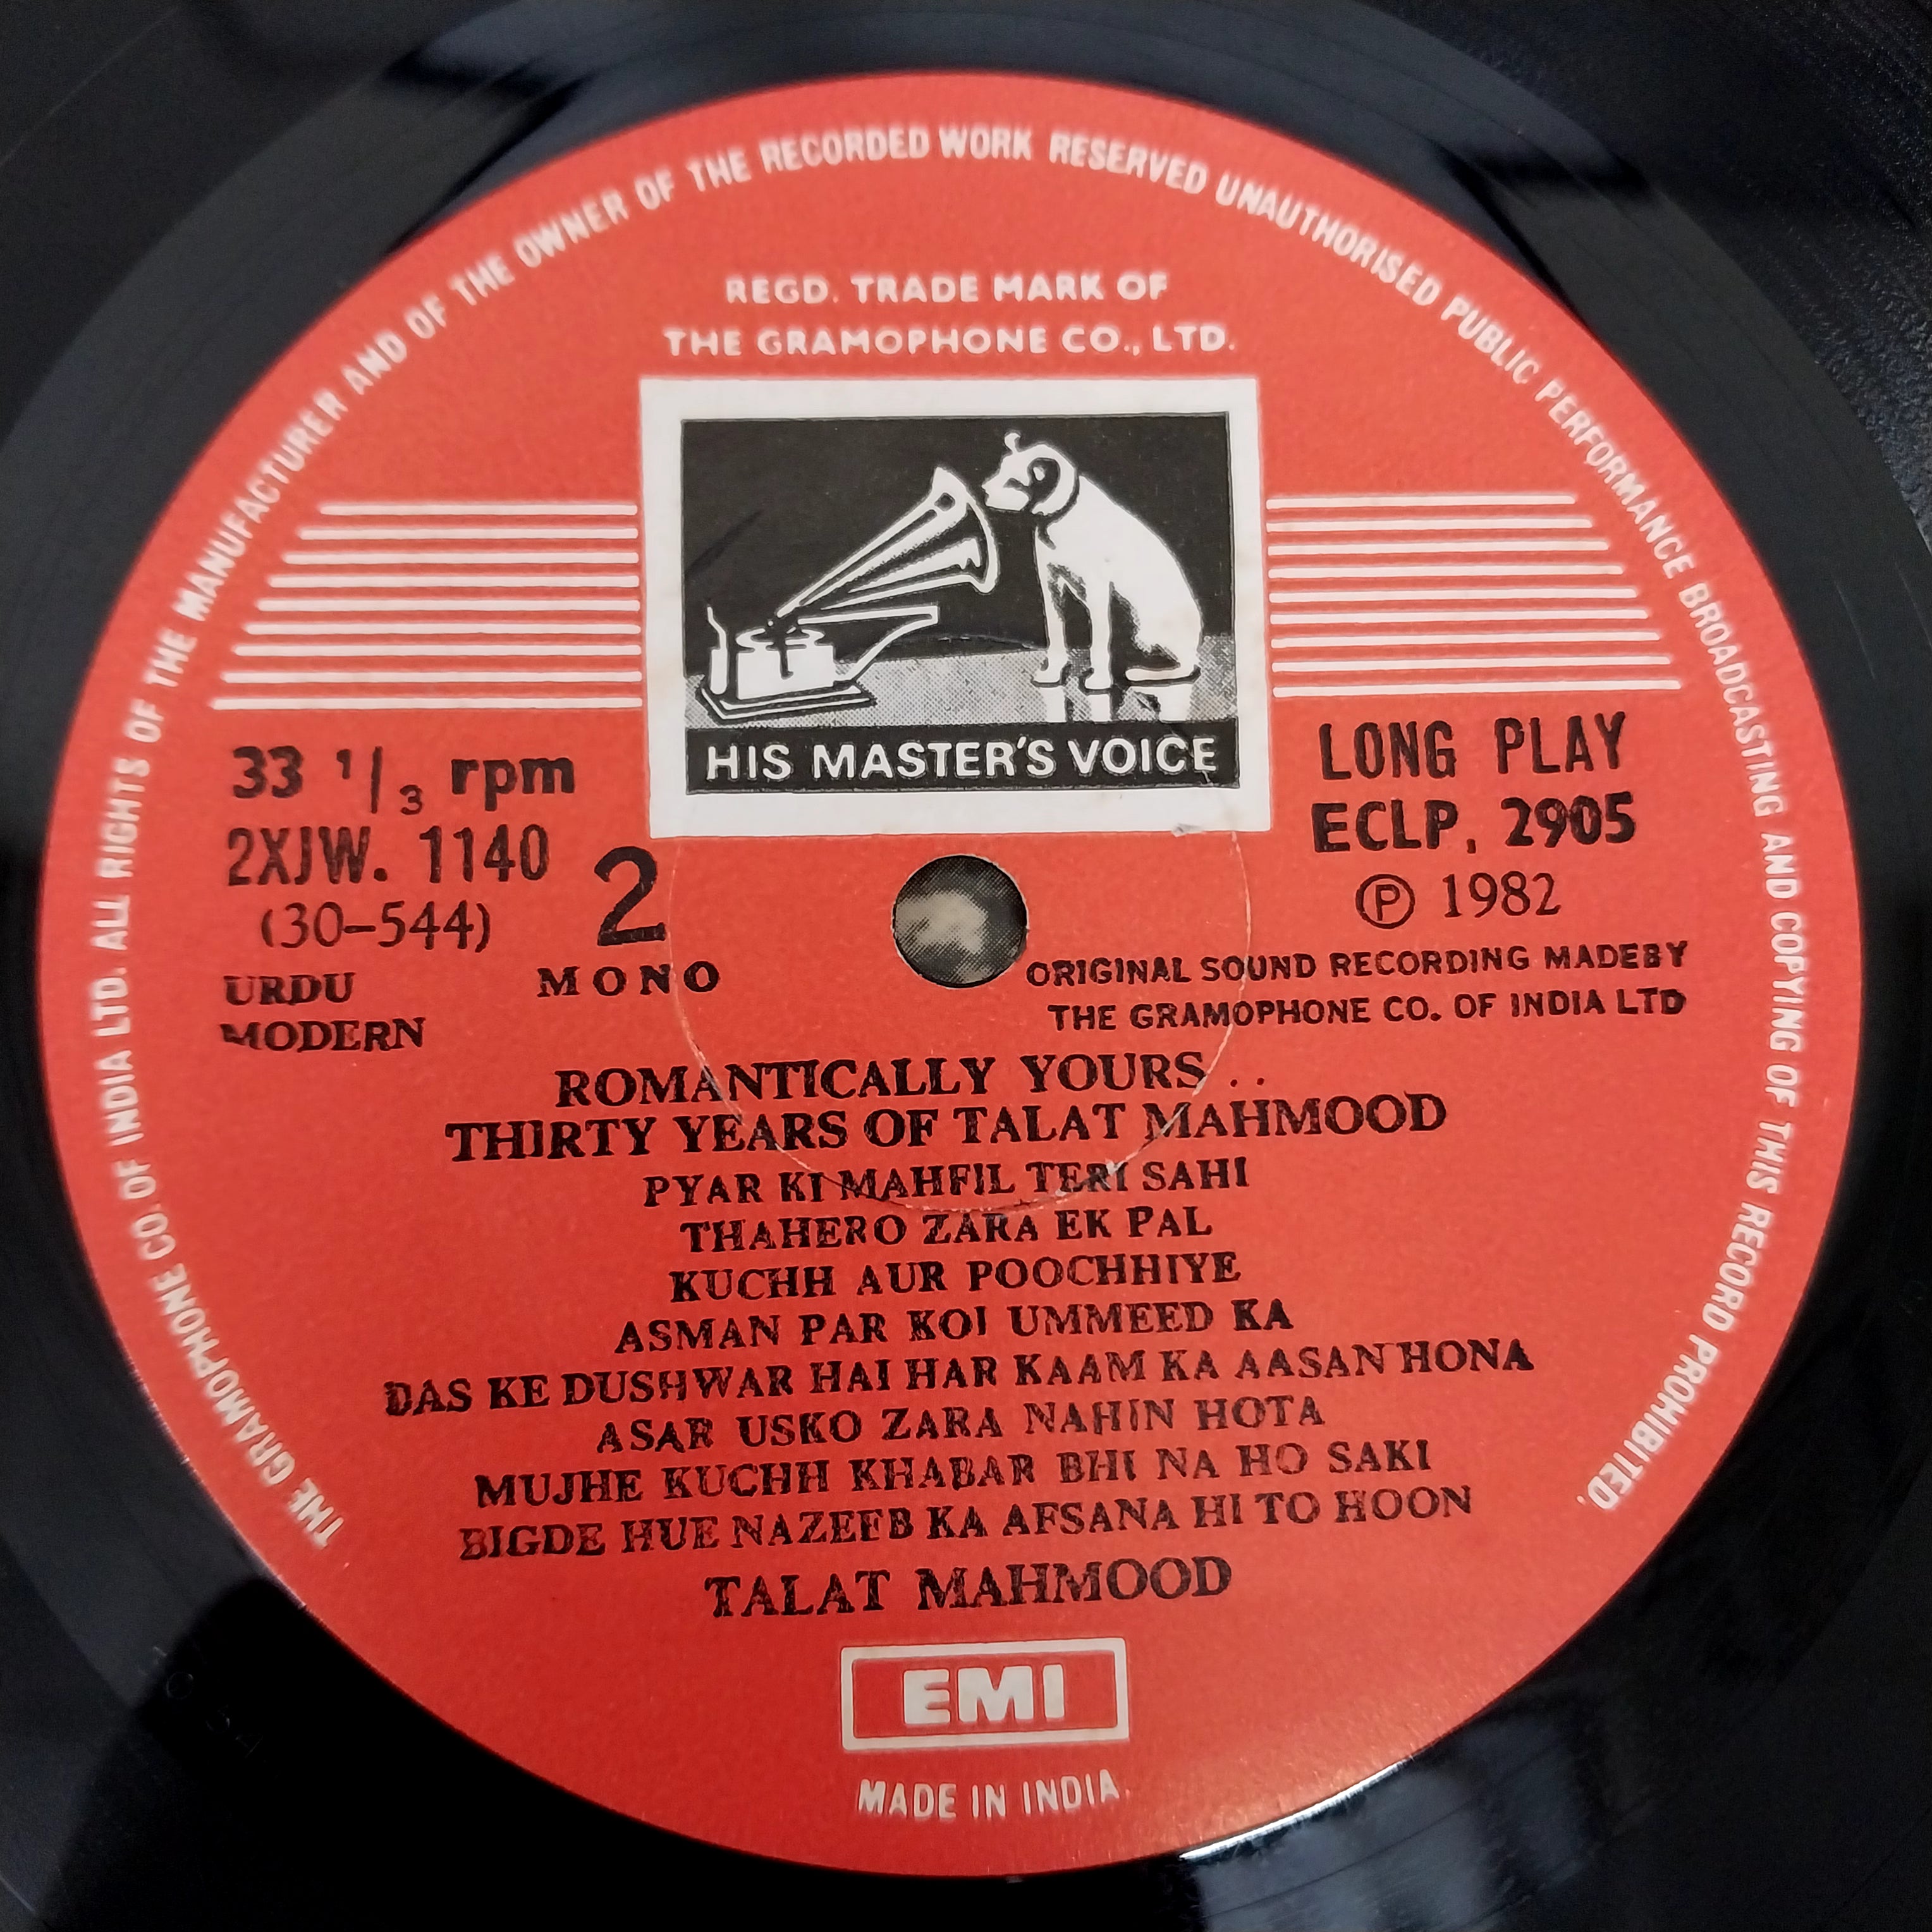 THE GRAMOPHONE CO. OF INDIA LTD. ALL RIGHTS OF THE MANUFACTURER AND OF THE OWNER OF THE RECORDED WORK RESERVED UNAUTHORISED PUBLIC PERFORMANCE BROADCASTING AND COPYING OF THIS RECORD PROHIBITED.
REGD. TRADE MARK OF
THE GRAMOPHONE CO., LTD.
HIS MASTER'S VOICE
33 1/3 rpm
2XJW. 1140
(30-544)
2
URDU
MODERN
MONO
LONG PLAY
ECLP, 2905
℗ 1982
ORIGINAL SOUND RECORDING MADEBY
THE GRAMOPHONE CO. OF INDIA LTD
ROMANTICALLY YOURS..
THIRTY YEARS OF TALAT MAHMOOD
PYAR KI MAHFIL TERI SAHI
THAHERO ZARA EK PAL
KUCHH AUR POOCHHIYE
ASMAN PAR KOI UMMEED KA
DAS KE DUSHWAR HAI HAR KAAM KA AASAN HONA
ASAR USKO ZARA NAHIN HOTA
MUJHE KUCHH KHABAR BHI NA HO SAKI
BIGDE HUE NAZEEB KA AFSANA HI TO HOON
TALAT MAHMOOD
EMI
MADE IN INDIA